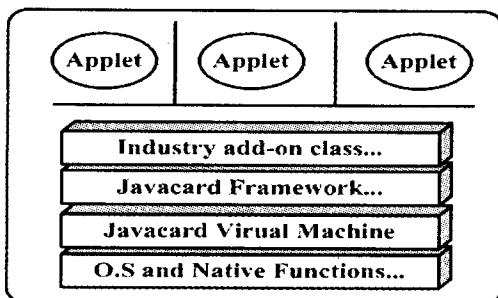 Applet Applet Applet
Industry add-on class...
Javacard Framework...
Javacard Virual Machine
O.S and Native Functions...